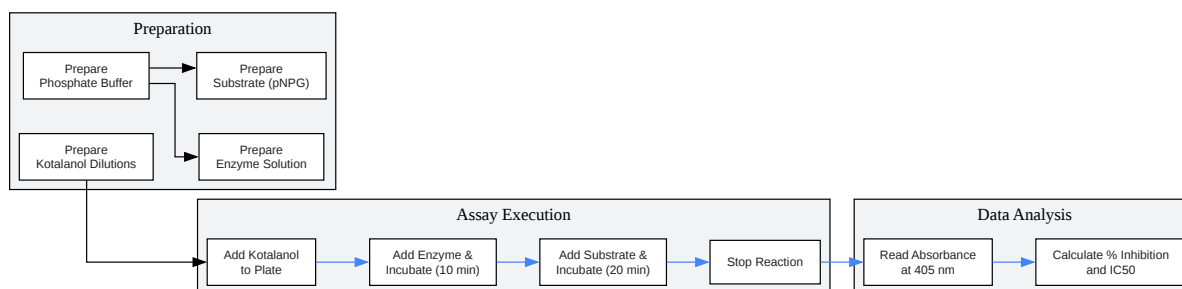 Preparation
Prepare
Phosphate Buffer
Prepare
Substrate (pNPG)
Prepare
Kotalanol Dilutions
Prepare
Enzyme Solution
Assay Execution
Add Kotalanol
to Plate
Add Enzyme &
Incubate (10 min)
Add Substrate &
Incubate (20 min)
Stop Reaction
Data Analysis
Read Absorbance
at 405 nm
Calculate % Inhibition
and IC50